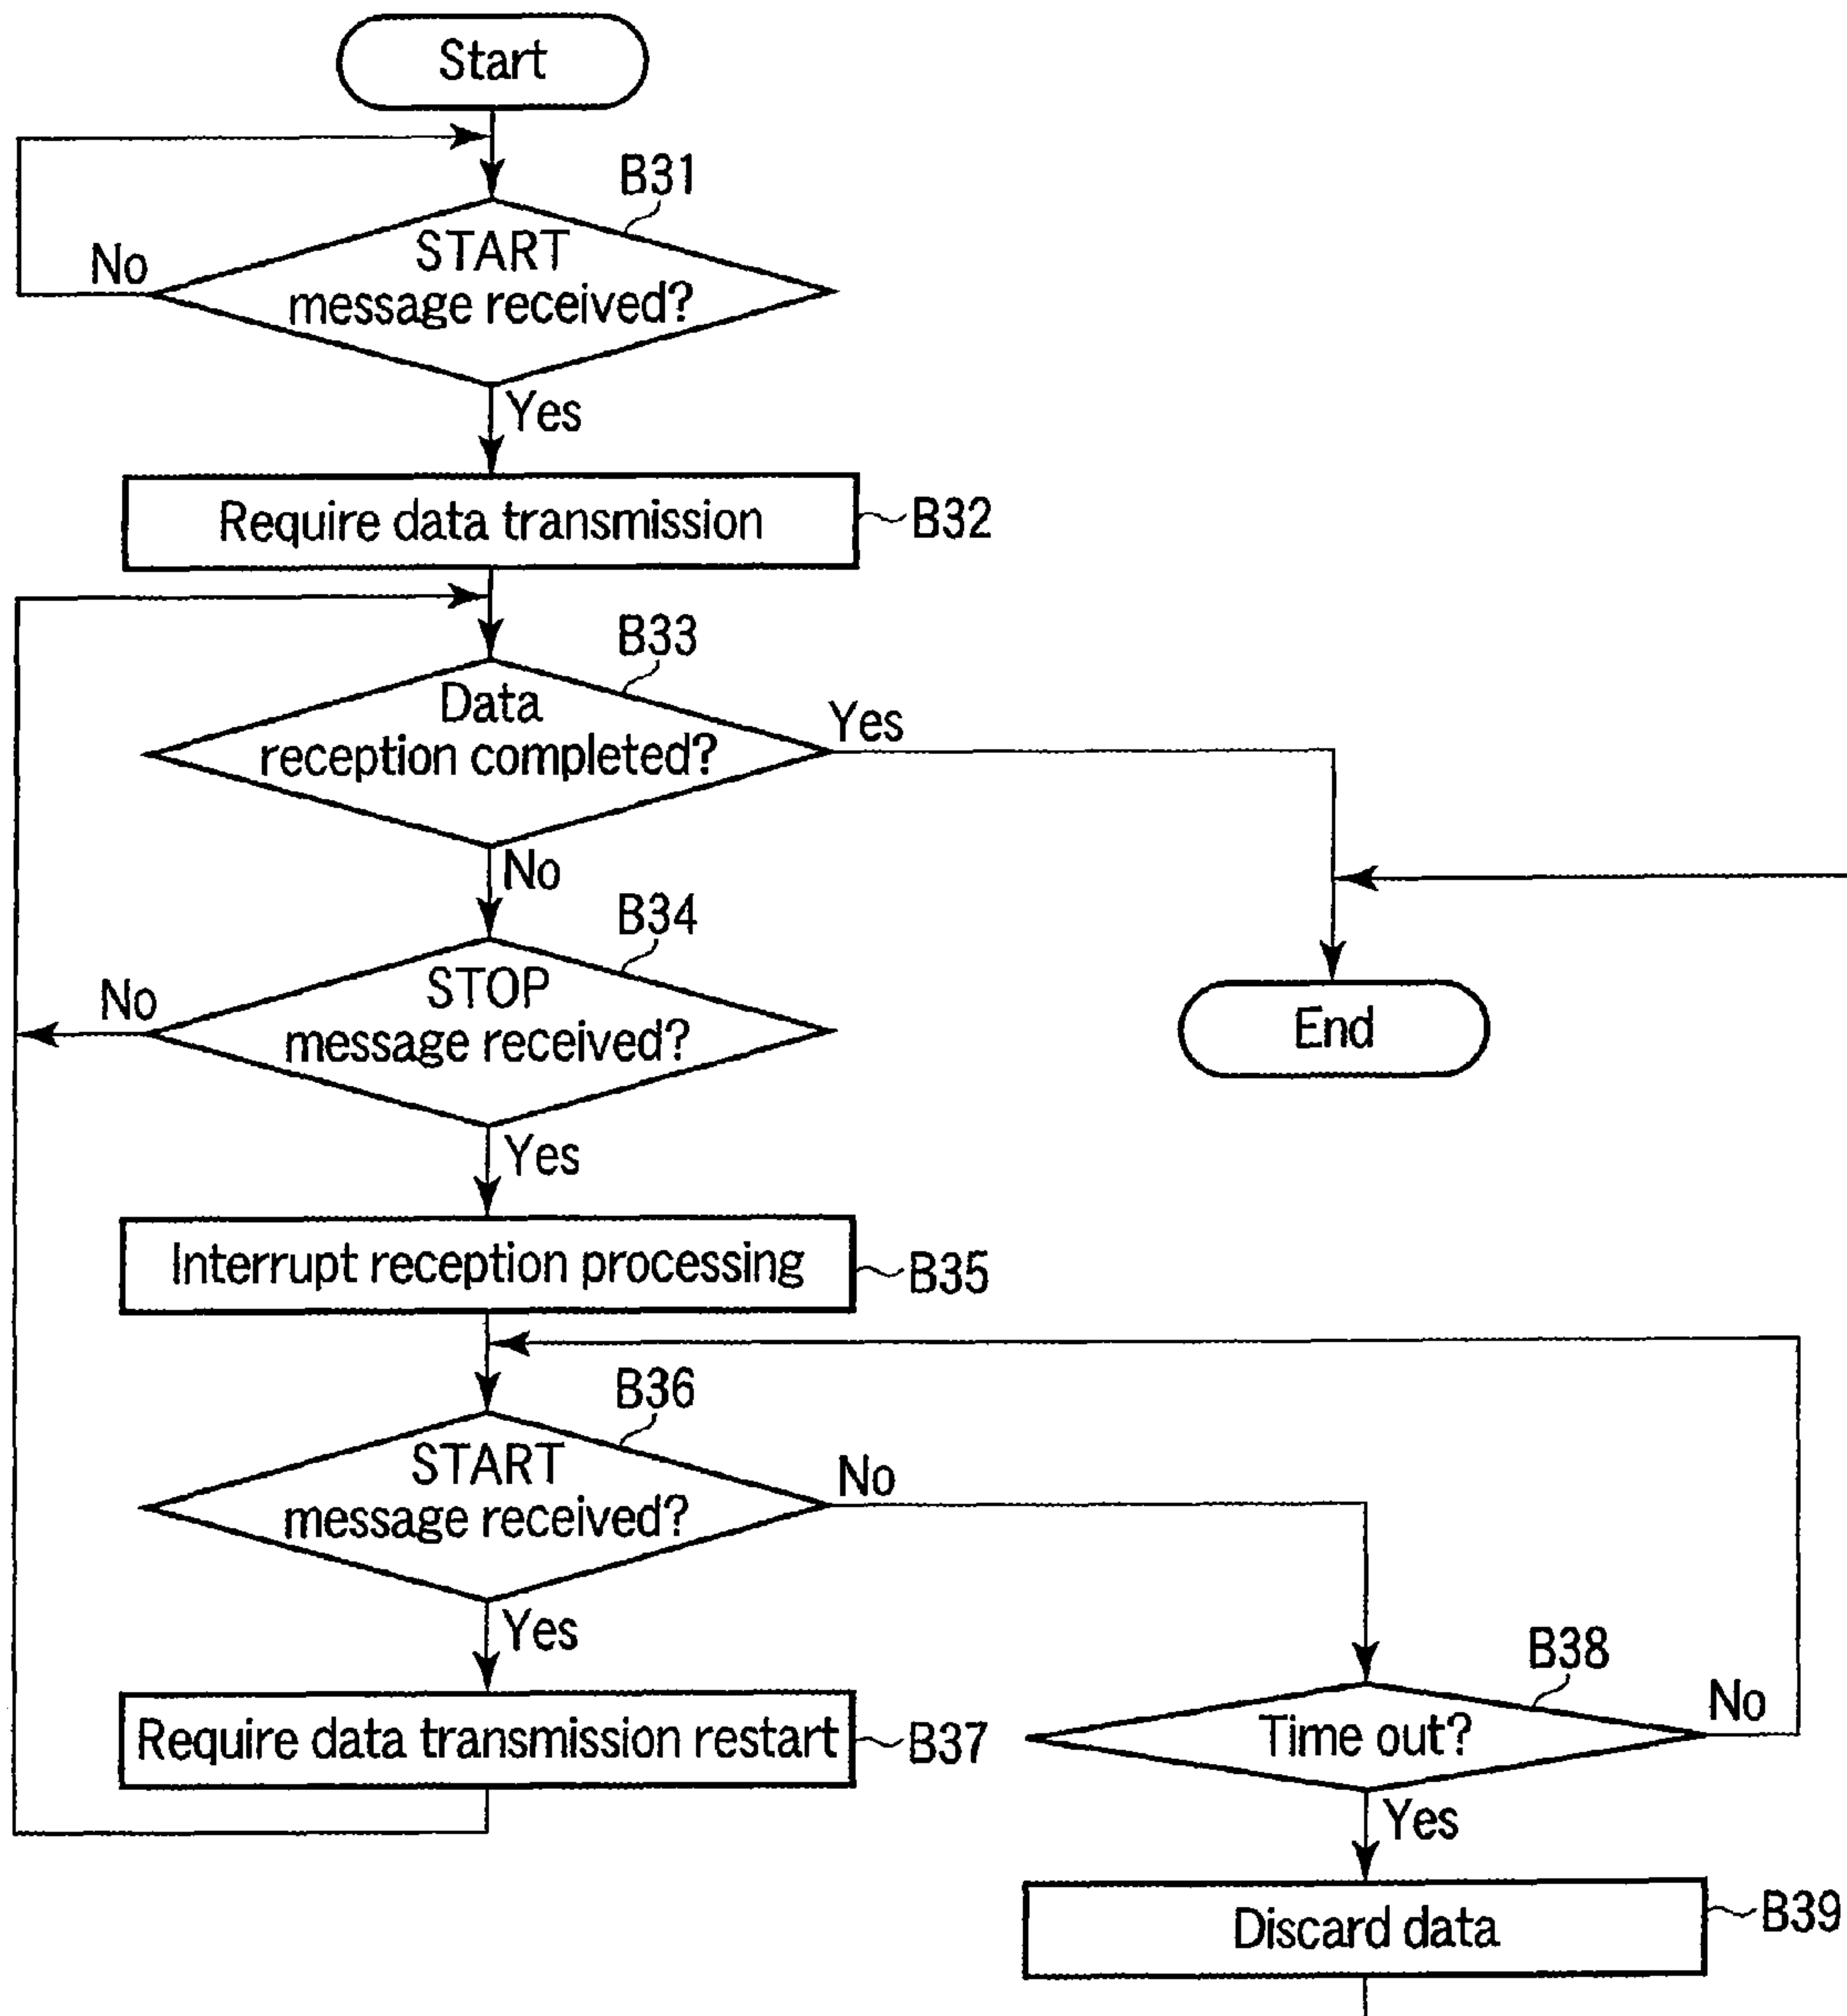 Start
B31
START
message received?
No
Yes
Require data transmission
B32
B33
Data
reception completed?
Yes
No
B34
STOP
message received?
No
End
Yes
Interrupt reception processing
B35
B36
START
message received?
No
Yes
B38
Time out?
No
Require data transmission restart
B37
Yes
Discard data
B39